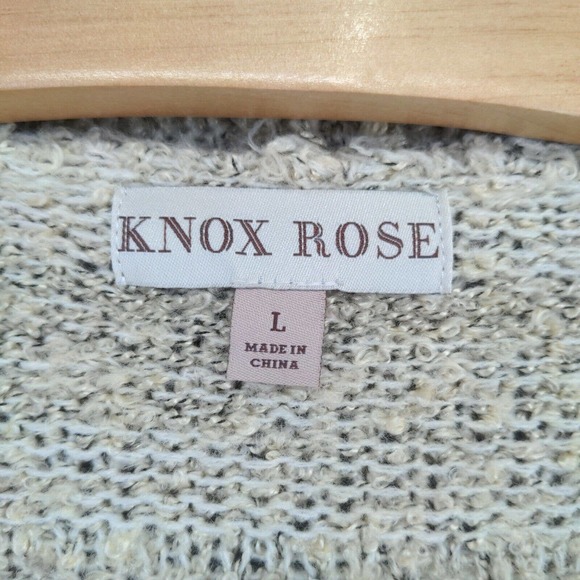 KNOX ROSE
L
MADE IN
CHINA